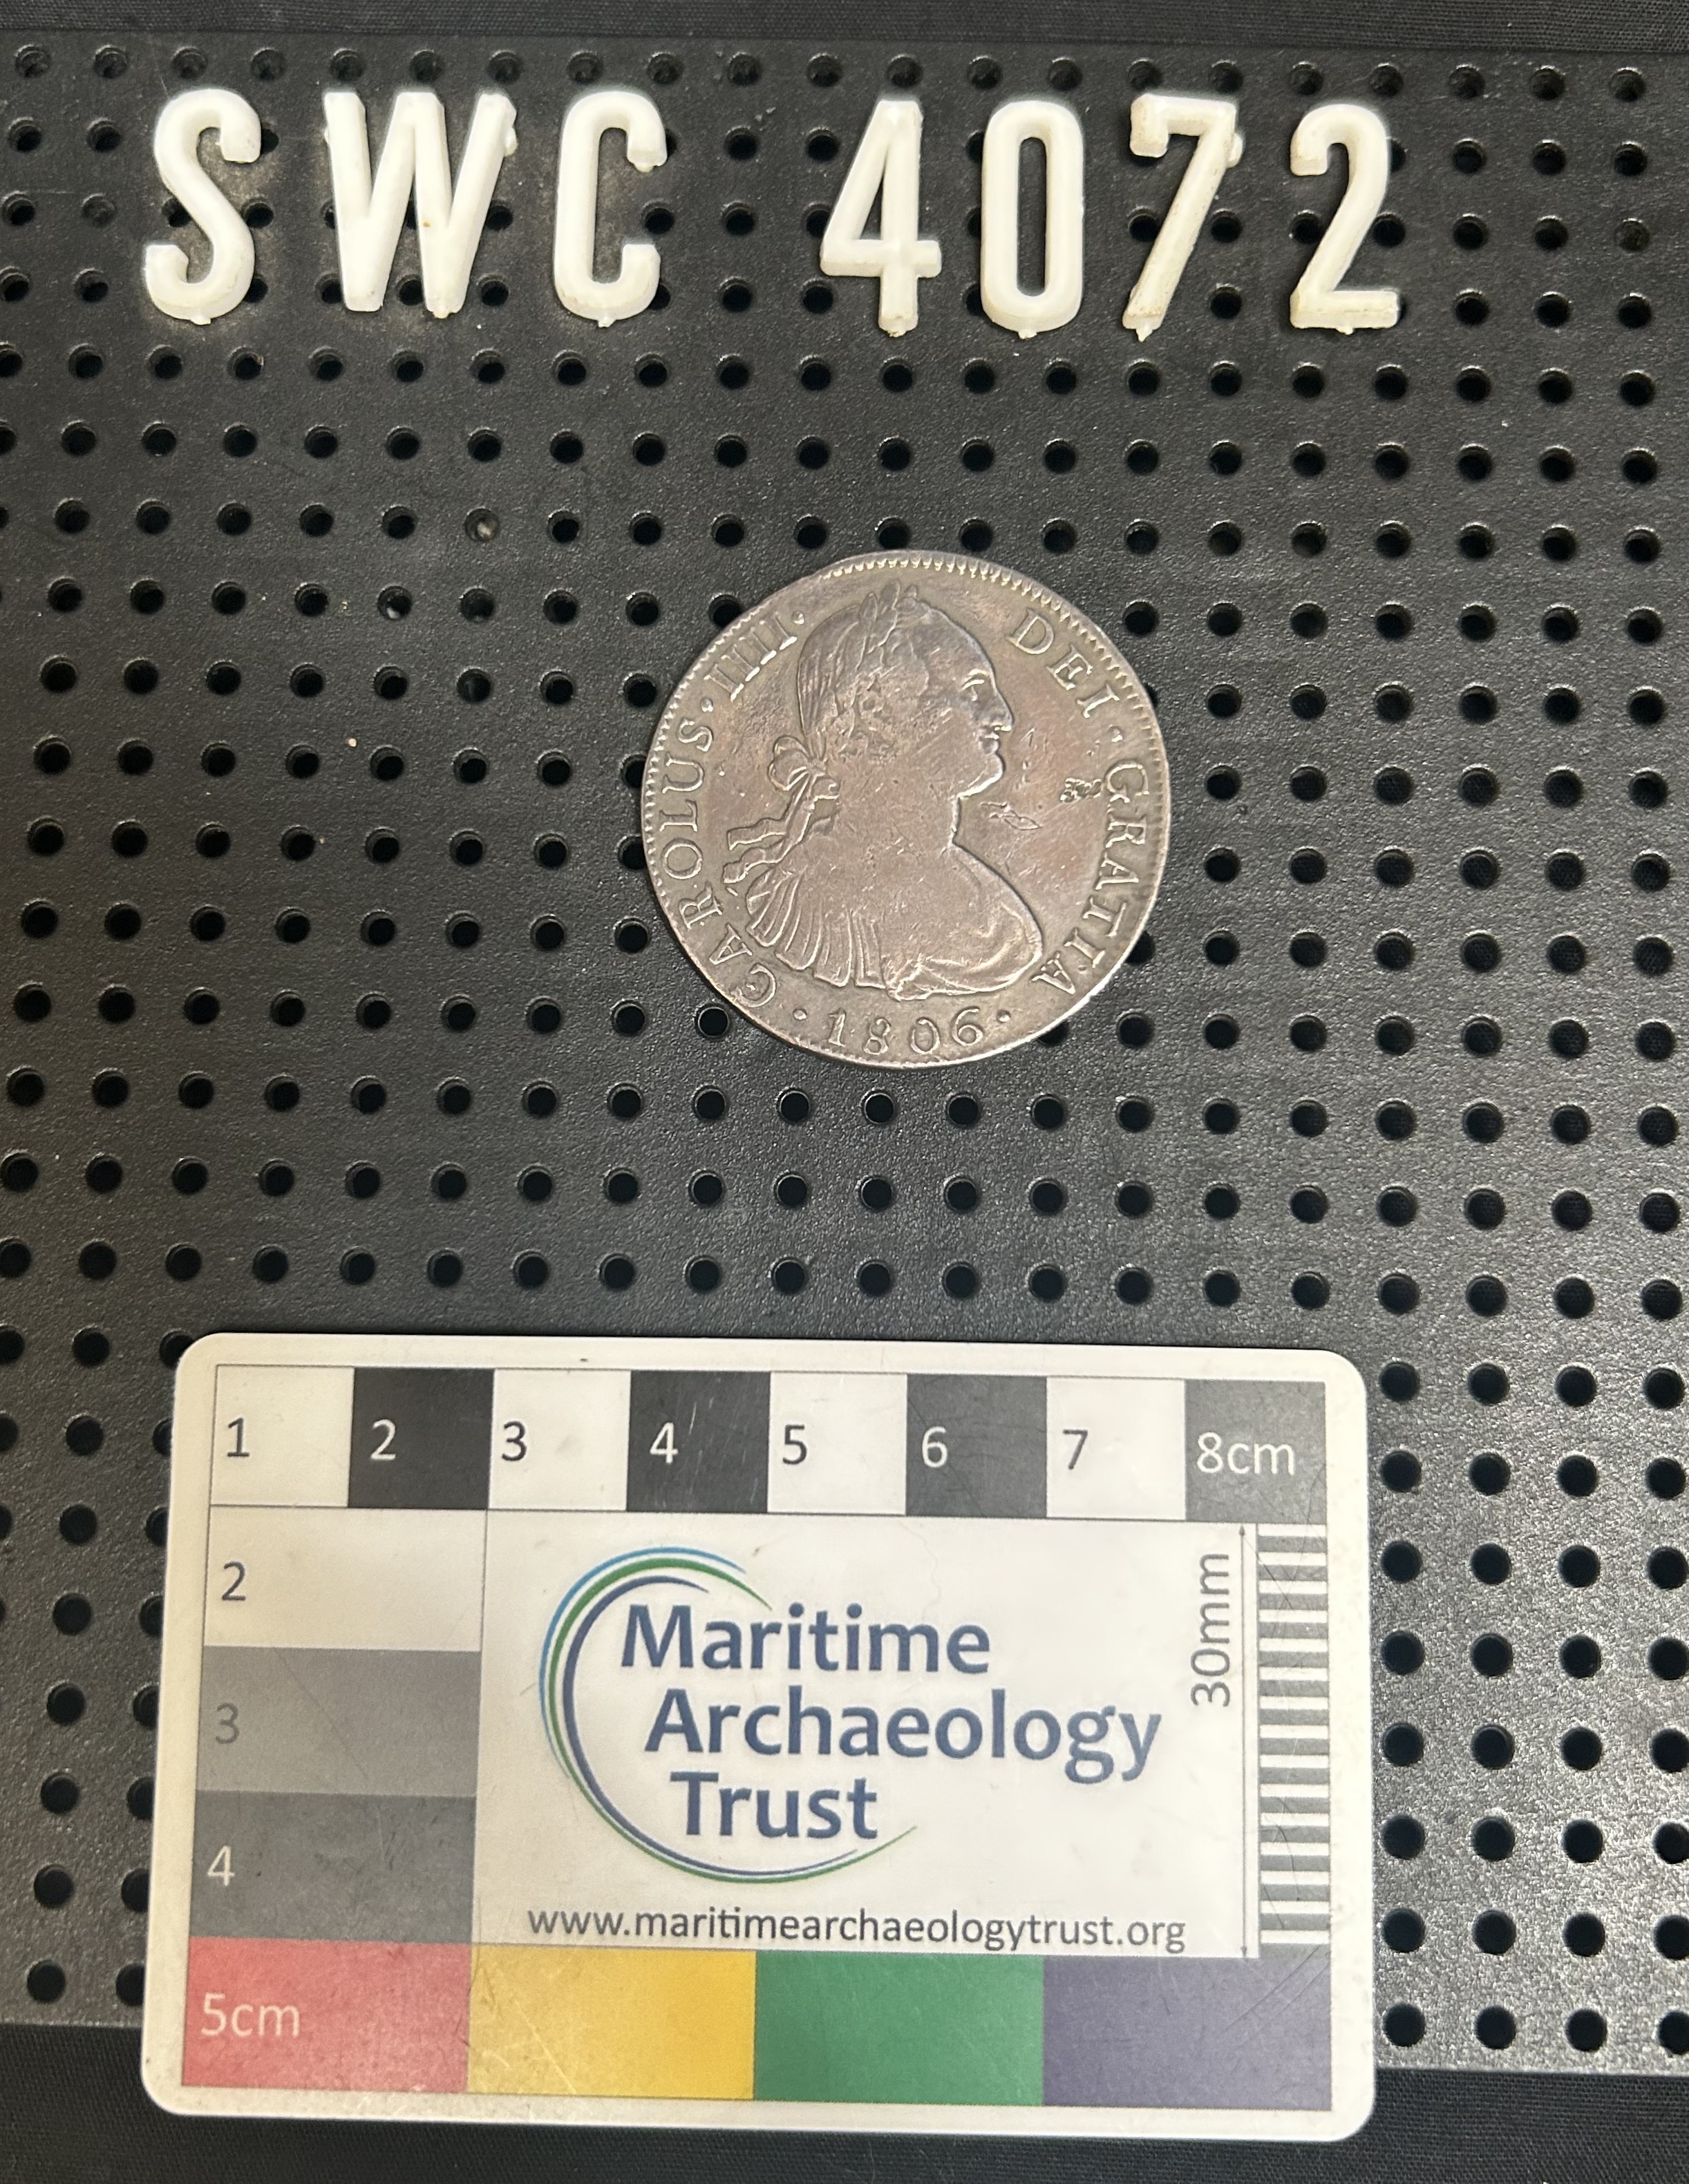 SWC 4072
CAROLUS·IIII· DEI·GRATIA
·1806·
1 2 3 4 5 6 7 8cm
2
3
4
5cm
30mm
Maritime
Archaeology
Trust
www.maritimearchaeologytrust.org